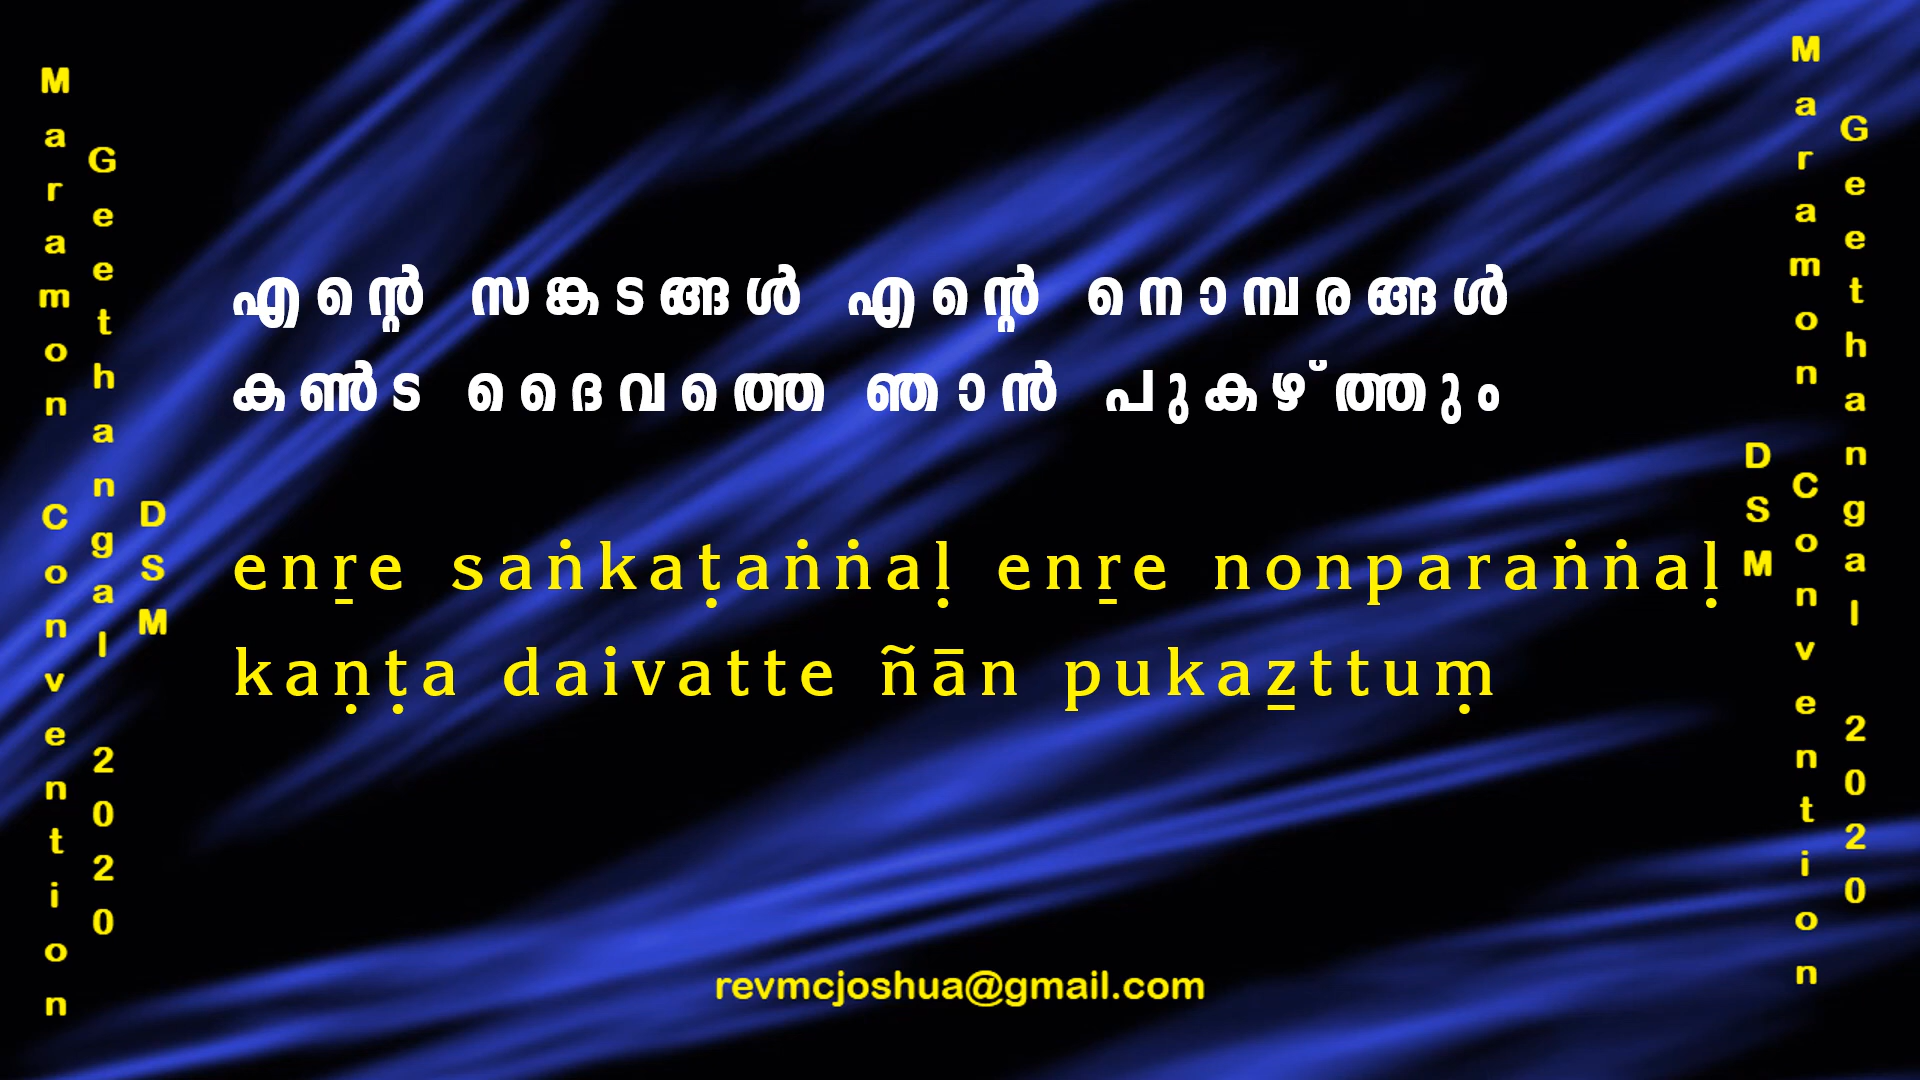 Maramon Convention
Geethangal 2020
DSM
എന്റെ സങ്കടങ്ങൾ എന്റെ നൊമ്പരങ്ങൾ
കൺട ദൈവത്തെ ഞാൻ പുകഴ്ത്തും
enṟe saṅkaṭaṅṅaḷ enṟe nonparaṅṅaḷ
kaṇṭa daivatte ñān pukaẕttuṃ
revmcjoshua@gmail.com
DSM
Maramon Convention
Geethangal 2020